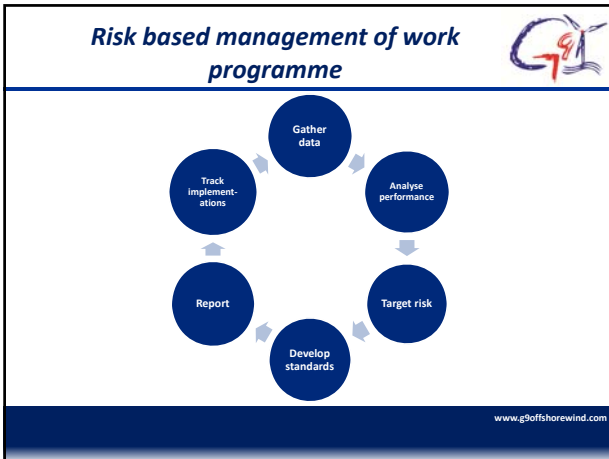 Risk based management of work
programme
G9
Gather
data
Analyse
performance
Target risk
Develop
standards
Report
Track
implement-
ations
www.g9offshorewind.com